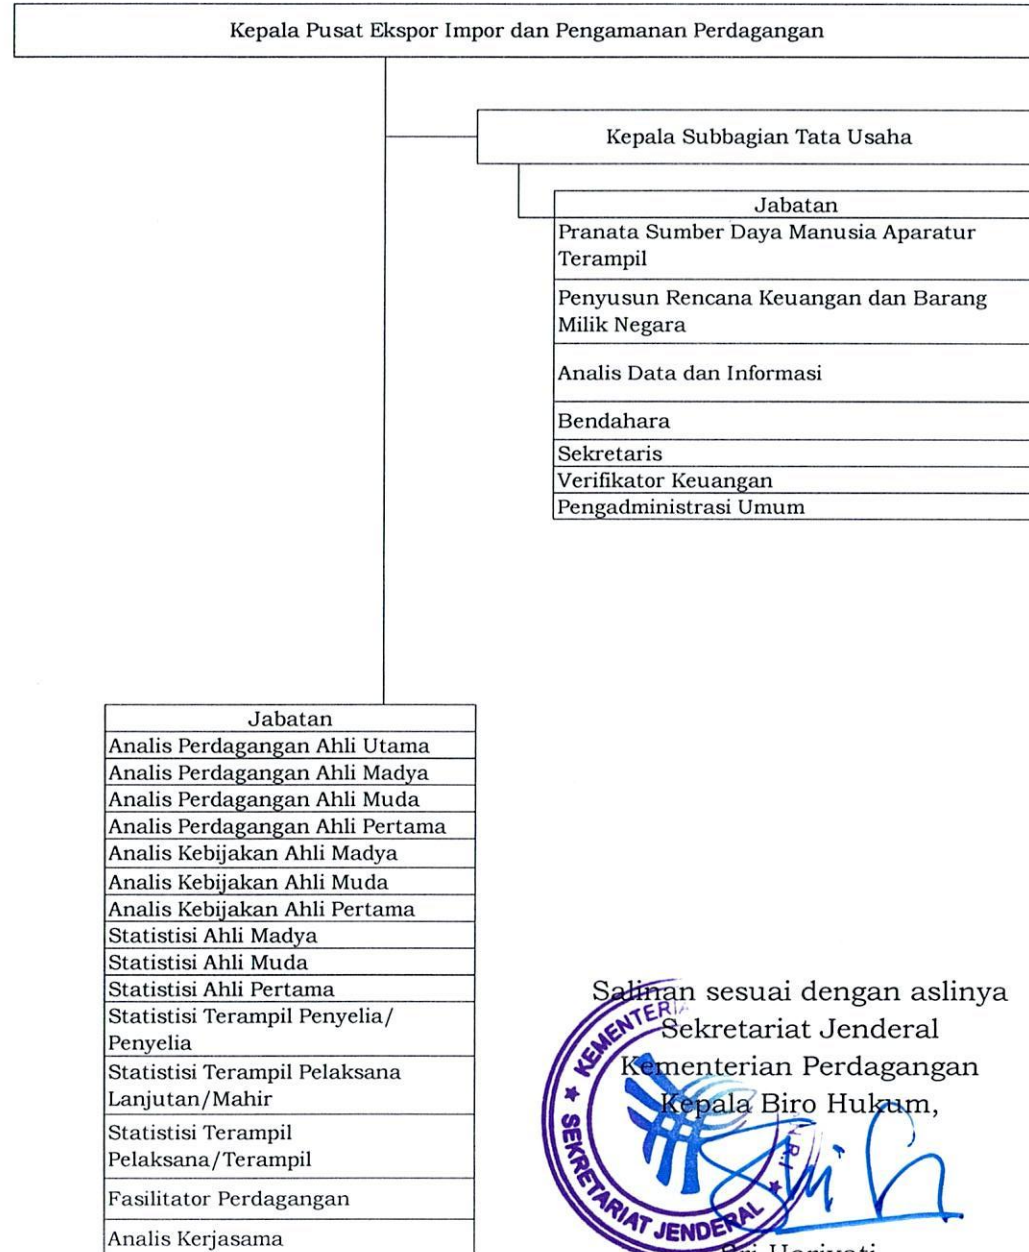 Kepala Pusat Ekspor Impor dan Pengamanan Perdagangan
Kepala Subbagian Tata Usaha
Jabatan
Pranata Sumber Daya Manusia Aparatur
Terampil
Penyusun Rencana Keuangan dan Barang
Milik Negara
Analis Data dan Informasi
Bendahara
Sekretaris
Verifikator Keuangan
Pengadministrasi Umum
Jabatan
Analis Perdagangan Ahli Utama
Analis Perdagangan Ahli Madya
Analis Perdagangan Ahli Muda
Analis Perdagangan Ahli Pertama
Analis Kebijakan Ahli Madya
Analis Kebijakan Ahli Muda
Analis Kebijakan Ahli Pertama
Statistisi Ahli Madya
Statistisi Ahli Muda
Statistisi Ahli Pertama
Statistisi Terampil Penyelia/
Penyelia
Statistisi Terampil Pelaksana
Lanjutan/Mahir
Statistisi Terampil
Pelaksana/Terampil
Fasilitator Perdagangan
Analis Kerjasama
Salinan sesuai dengan aslinya
Sekretariat Jenderal
Kementerian Perdagangan
Kepala Biro Hukum,
SEKRETARIAT JENDERAL